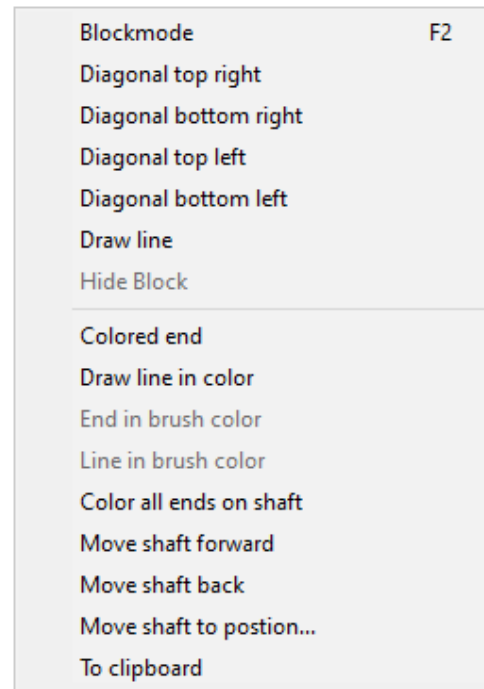 Blockmode F2
Diagonal top right
Diagonal bottom right
Diagonal top left
Diagonal bottom left
Draw line
Hide Block
Colored end
Draw line in color
End in brush color
Line in brush color
Color all ends on shaft
Move shaft forward
Move shaft back
Move shaft to postion...
To clipboard